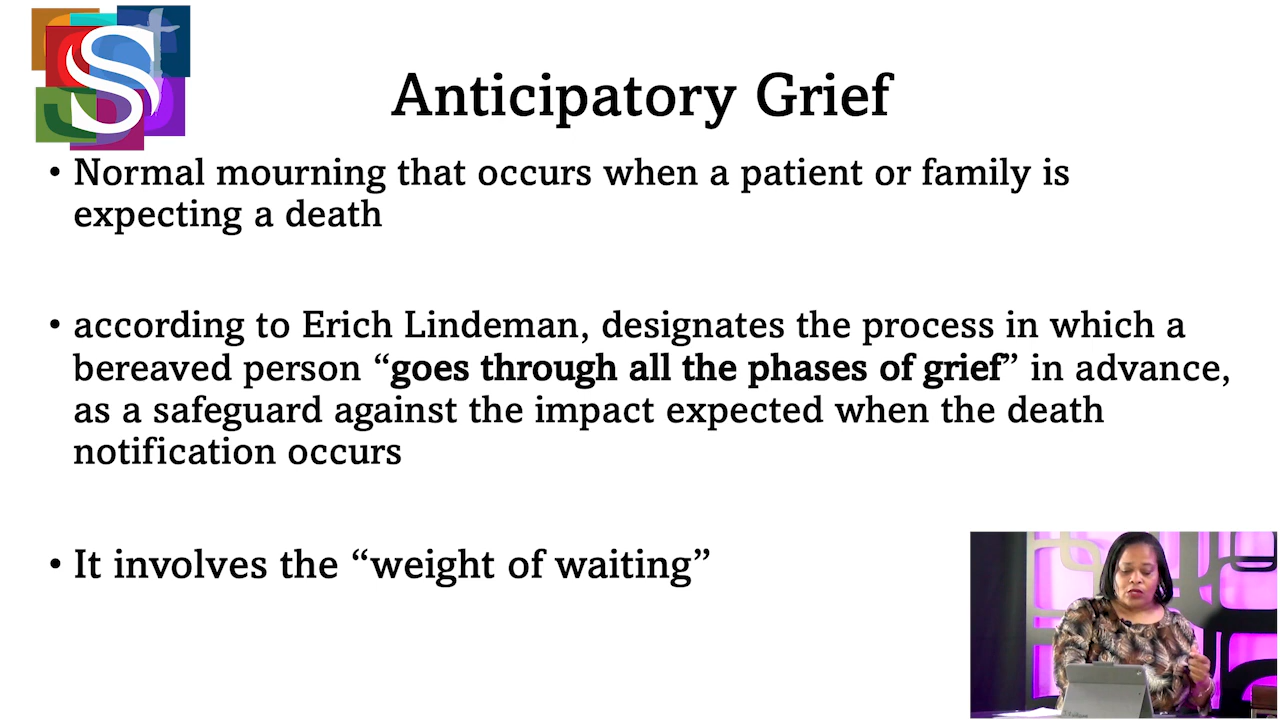 Anticipatory Grief
• Normal mourning that occurs when a patient or family is
expecting a death
• according to Erich Lindeman, designates the process in which a
bereaved person “goes through all the phases of grief” in advance,
as a safeguard against the impact expected when the death
notification occurs
• It involves the “weight of waiting”